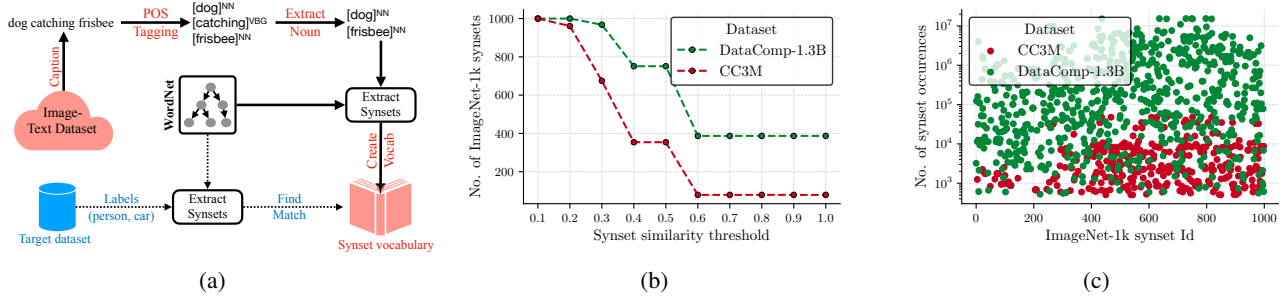 dog catching frisbee
POS
Tagging
[dog]NN
[catching]VBG
[frisbee]NN
Extract
Noun
[dog]NN
[frisbee]NN
Caption
Image-
Text Dataset
WordNet
Extract
Synsets
Create
Vocab
Labels
(person, car)
Extract
Synsets
Find
Match
Target dataset
Synset vocabulary
(a)
No. of ImageNet-1k synsets
1000
800
600
400
200
Dataset
DataComp-1.3B
CC3M
0.1 0.2 0.3 0.4 0.5 0.6 0.7 0.8 0.9 1.0
Synset similarity threshold
(b)
No. of synset occurences
10^7
10^6
10^5
10^4
10^3
Dataset
CC3M
DataComp-1.3B
0 200 400 600 800 1000
ImageNet-1k synset Id
(c)